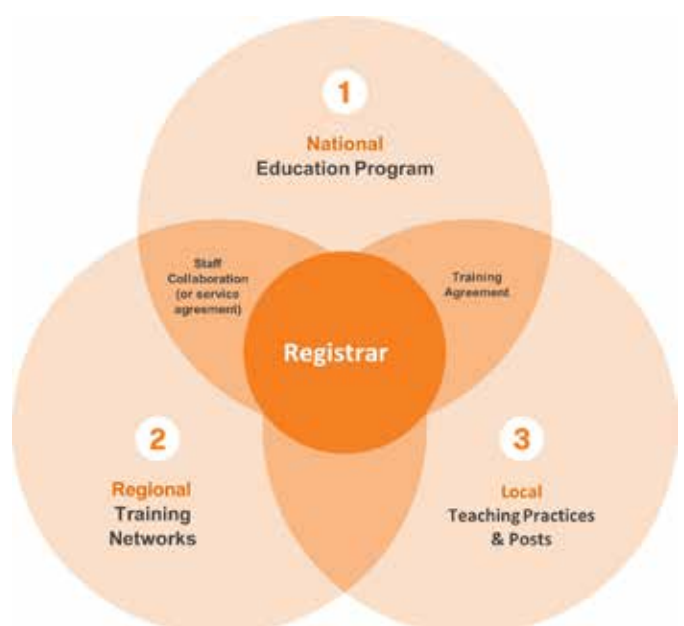 1
National
Education Program
Staff
Collaboration
(or service
agreement)
Training
Agreement
Registrar
2
Regional
Training
Networks
3
Local
Teaching Practices
& Posts